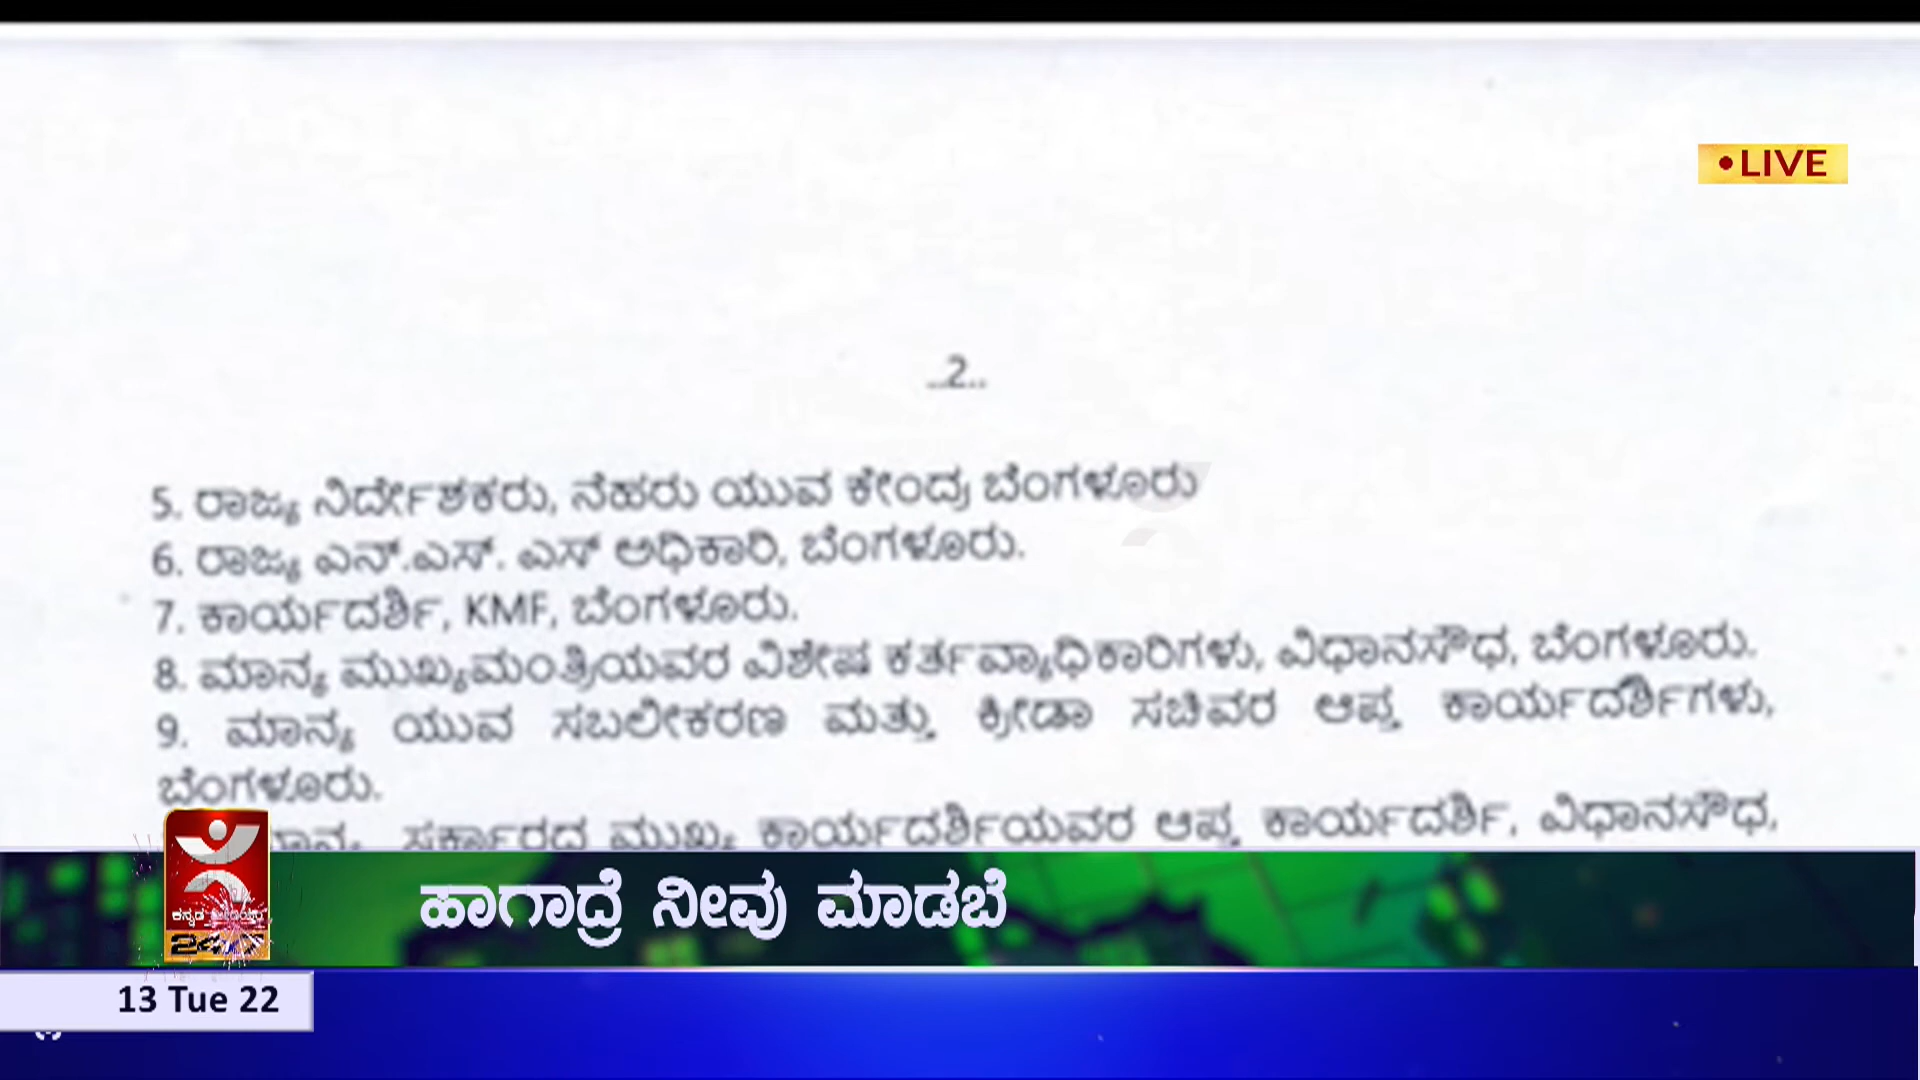 LIVE
..2..
5. ರಾಜ್ಯ ನಿರ್ದೇಶಕರು, ನೆಹರು ಯುವ ಕೇಂದ್ರ ಬೆಂಗಳೂರು
6. ರಾಜ್ಯ ಎನ್.ಎಸ್. ಎಸ್ ಅಧಿಕಾರಿ, ಬೆಂಗಳೂರು.
7. ಕಾರ್ಯದರ್ಶಿ, KMF, ಬೆಂಗಳೂರು.
8. ಮಾನ್ಯ ಮುಖ್ಯಮಂತ್ರಿಯವರ ವಿಶೇಷ ಕರ್ತವ್ಯಾಧಿಕಾರಿಗಳು, ವಿಧಾನಸೌಧ, ಬೆಂಗಳೂರು.
9. ಮಾನ್ಯ ಯುವ ಸಬಲೀಕರಣ ಮತ್ತು ಕ್ರೀಡಾ ಸಚಿವರ ಆಪ್ತ ಕಾರ್ಯದರ್ಶಿಗಳು,
ಬೆಂಗಳೂರು.
ಮಾನ್ಯ ಸರ್ಕಾರದ ಮುಖ್ಯ ಕಾರ್ಯದರ್ಶಿಯವರ ಆಪ್ತ ಕಾರ್ಯದರ್ಶಿ, ವಿಧಾನಸೌಧ,
ಹಾಗಾದ್ರೆ ನೀವು ಮಾಡಬೆ
ಕನ್ನಡ
13 Tue 22